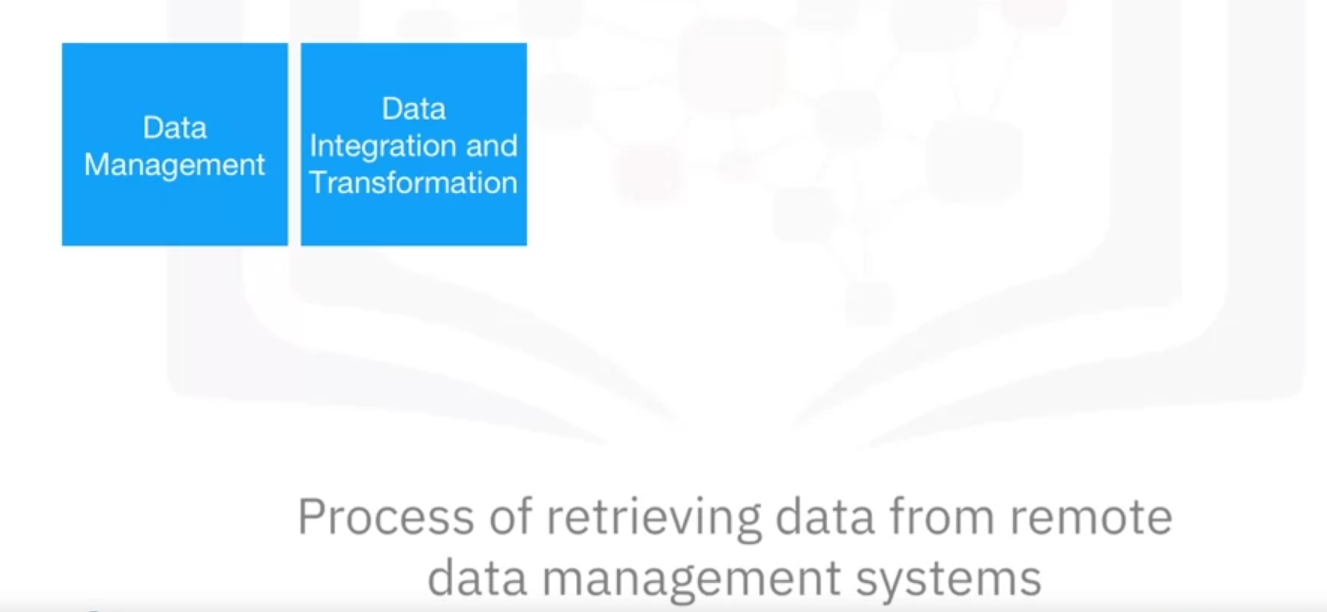 Data
Management
Data
Integration and
Transformation
Process of retrieving data from remote
data management systems